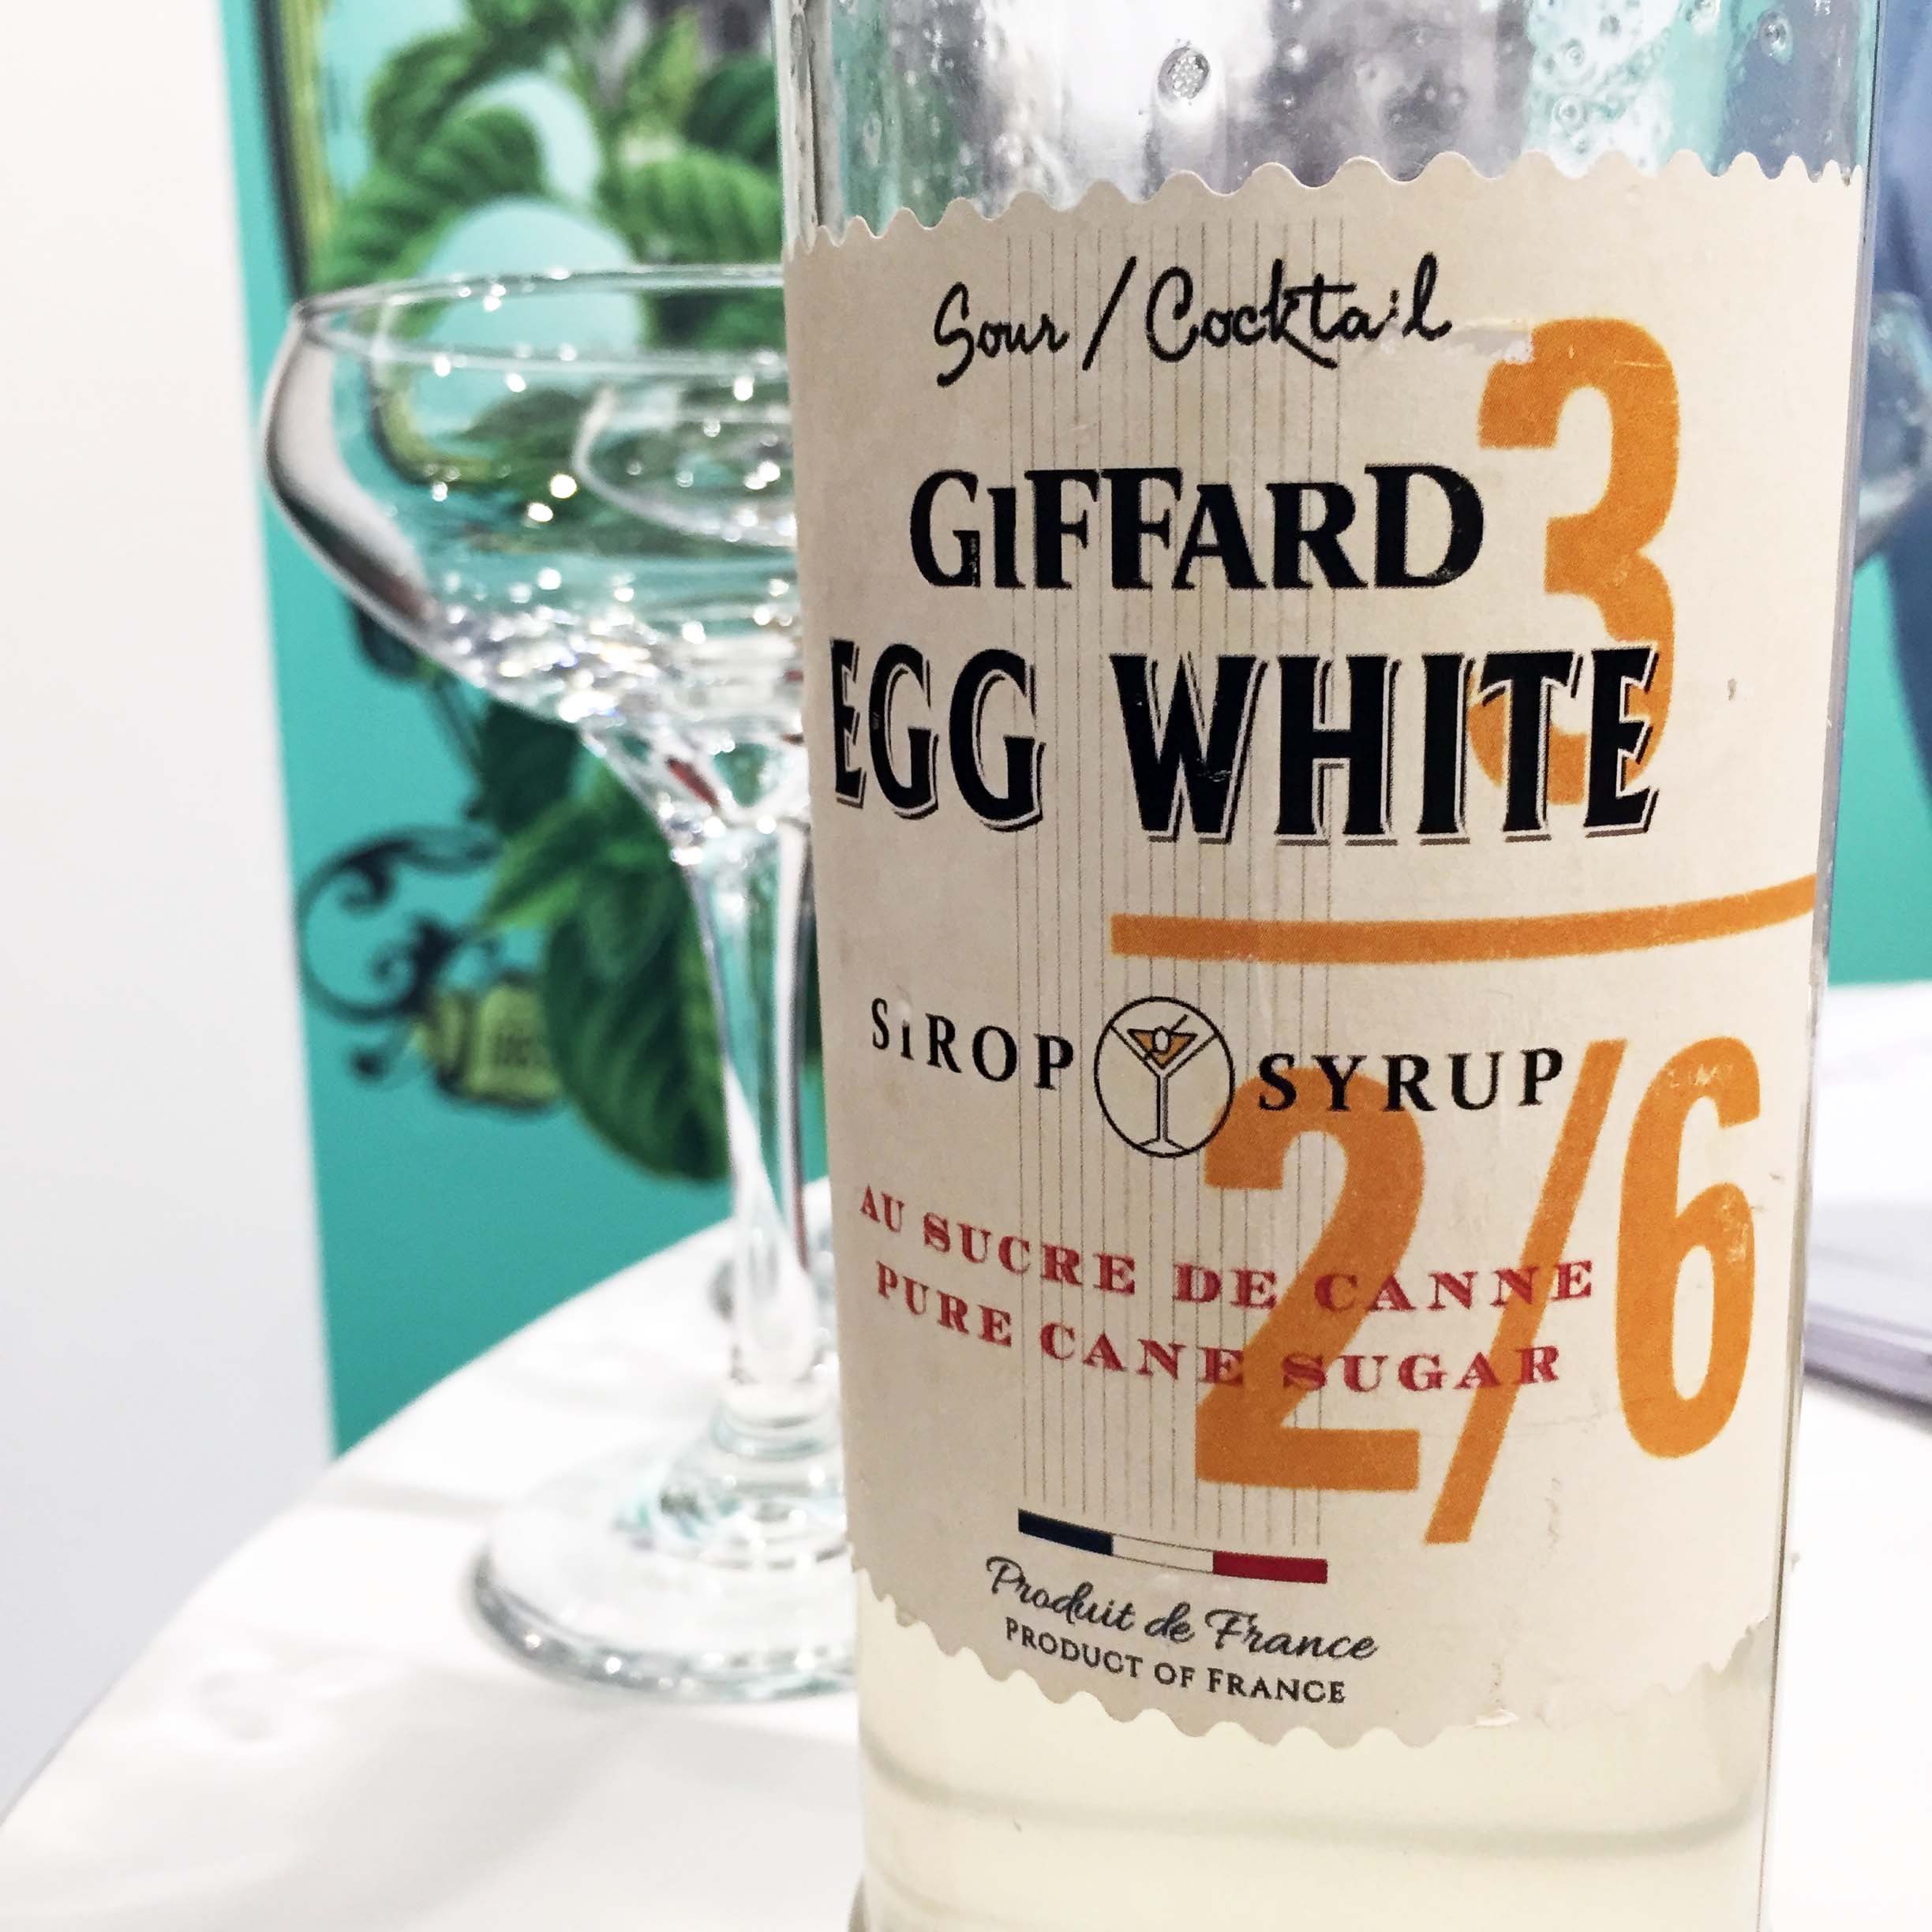 Sour / Cocktail
3
GIFFARD
EGG WHITE
SIROP SYRUP
2/6
AU SUCRE DE CANNE
PURE CANE SUGAR
Produit de France
PRODUCT OF FRANCE